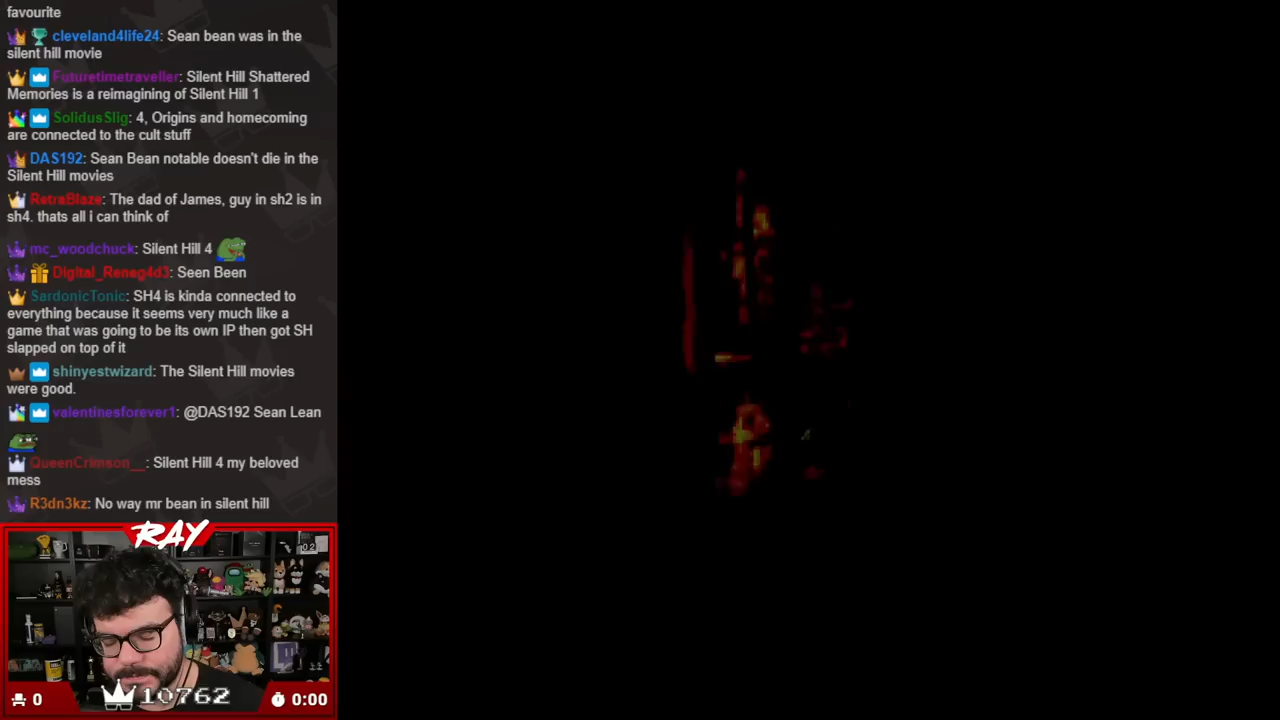 favourite
cleveland4life24: Sean bean was in the
silent hill movie
Futuretimetraveller: Silent Hill Shattered
Memories is a reimagining of Silent Hill 1
SolidusSlig: 4, Origins and homecoming
are connected to the cult stuff
DAS192: Sean Bean notable doesn't die in the
Silent Hill movies
RetraBlaze: The dad of James, guy in sh2 is in
sh4. thats all i can think of
mc_woodchuck: Silent Hill 4
Digital_Reneg4d3: Seen Been
SardonicTonic: SH4 is kinda connected to
everything because it seems very much like a
game that was going to be its own IP then got SH
slapped on top of it
shinyestwizard: The Silent Hill movies
were good.
valentinesforever1: @DAS192 Sean Lean
QueenCrimson__: Silent Hill 4 my beloved
mess
R3dn3kz: No way mr bean in silent hill
RAY
0
10762
0:00